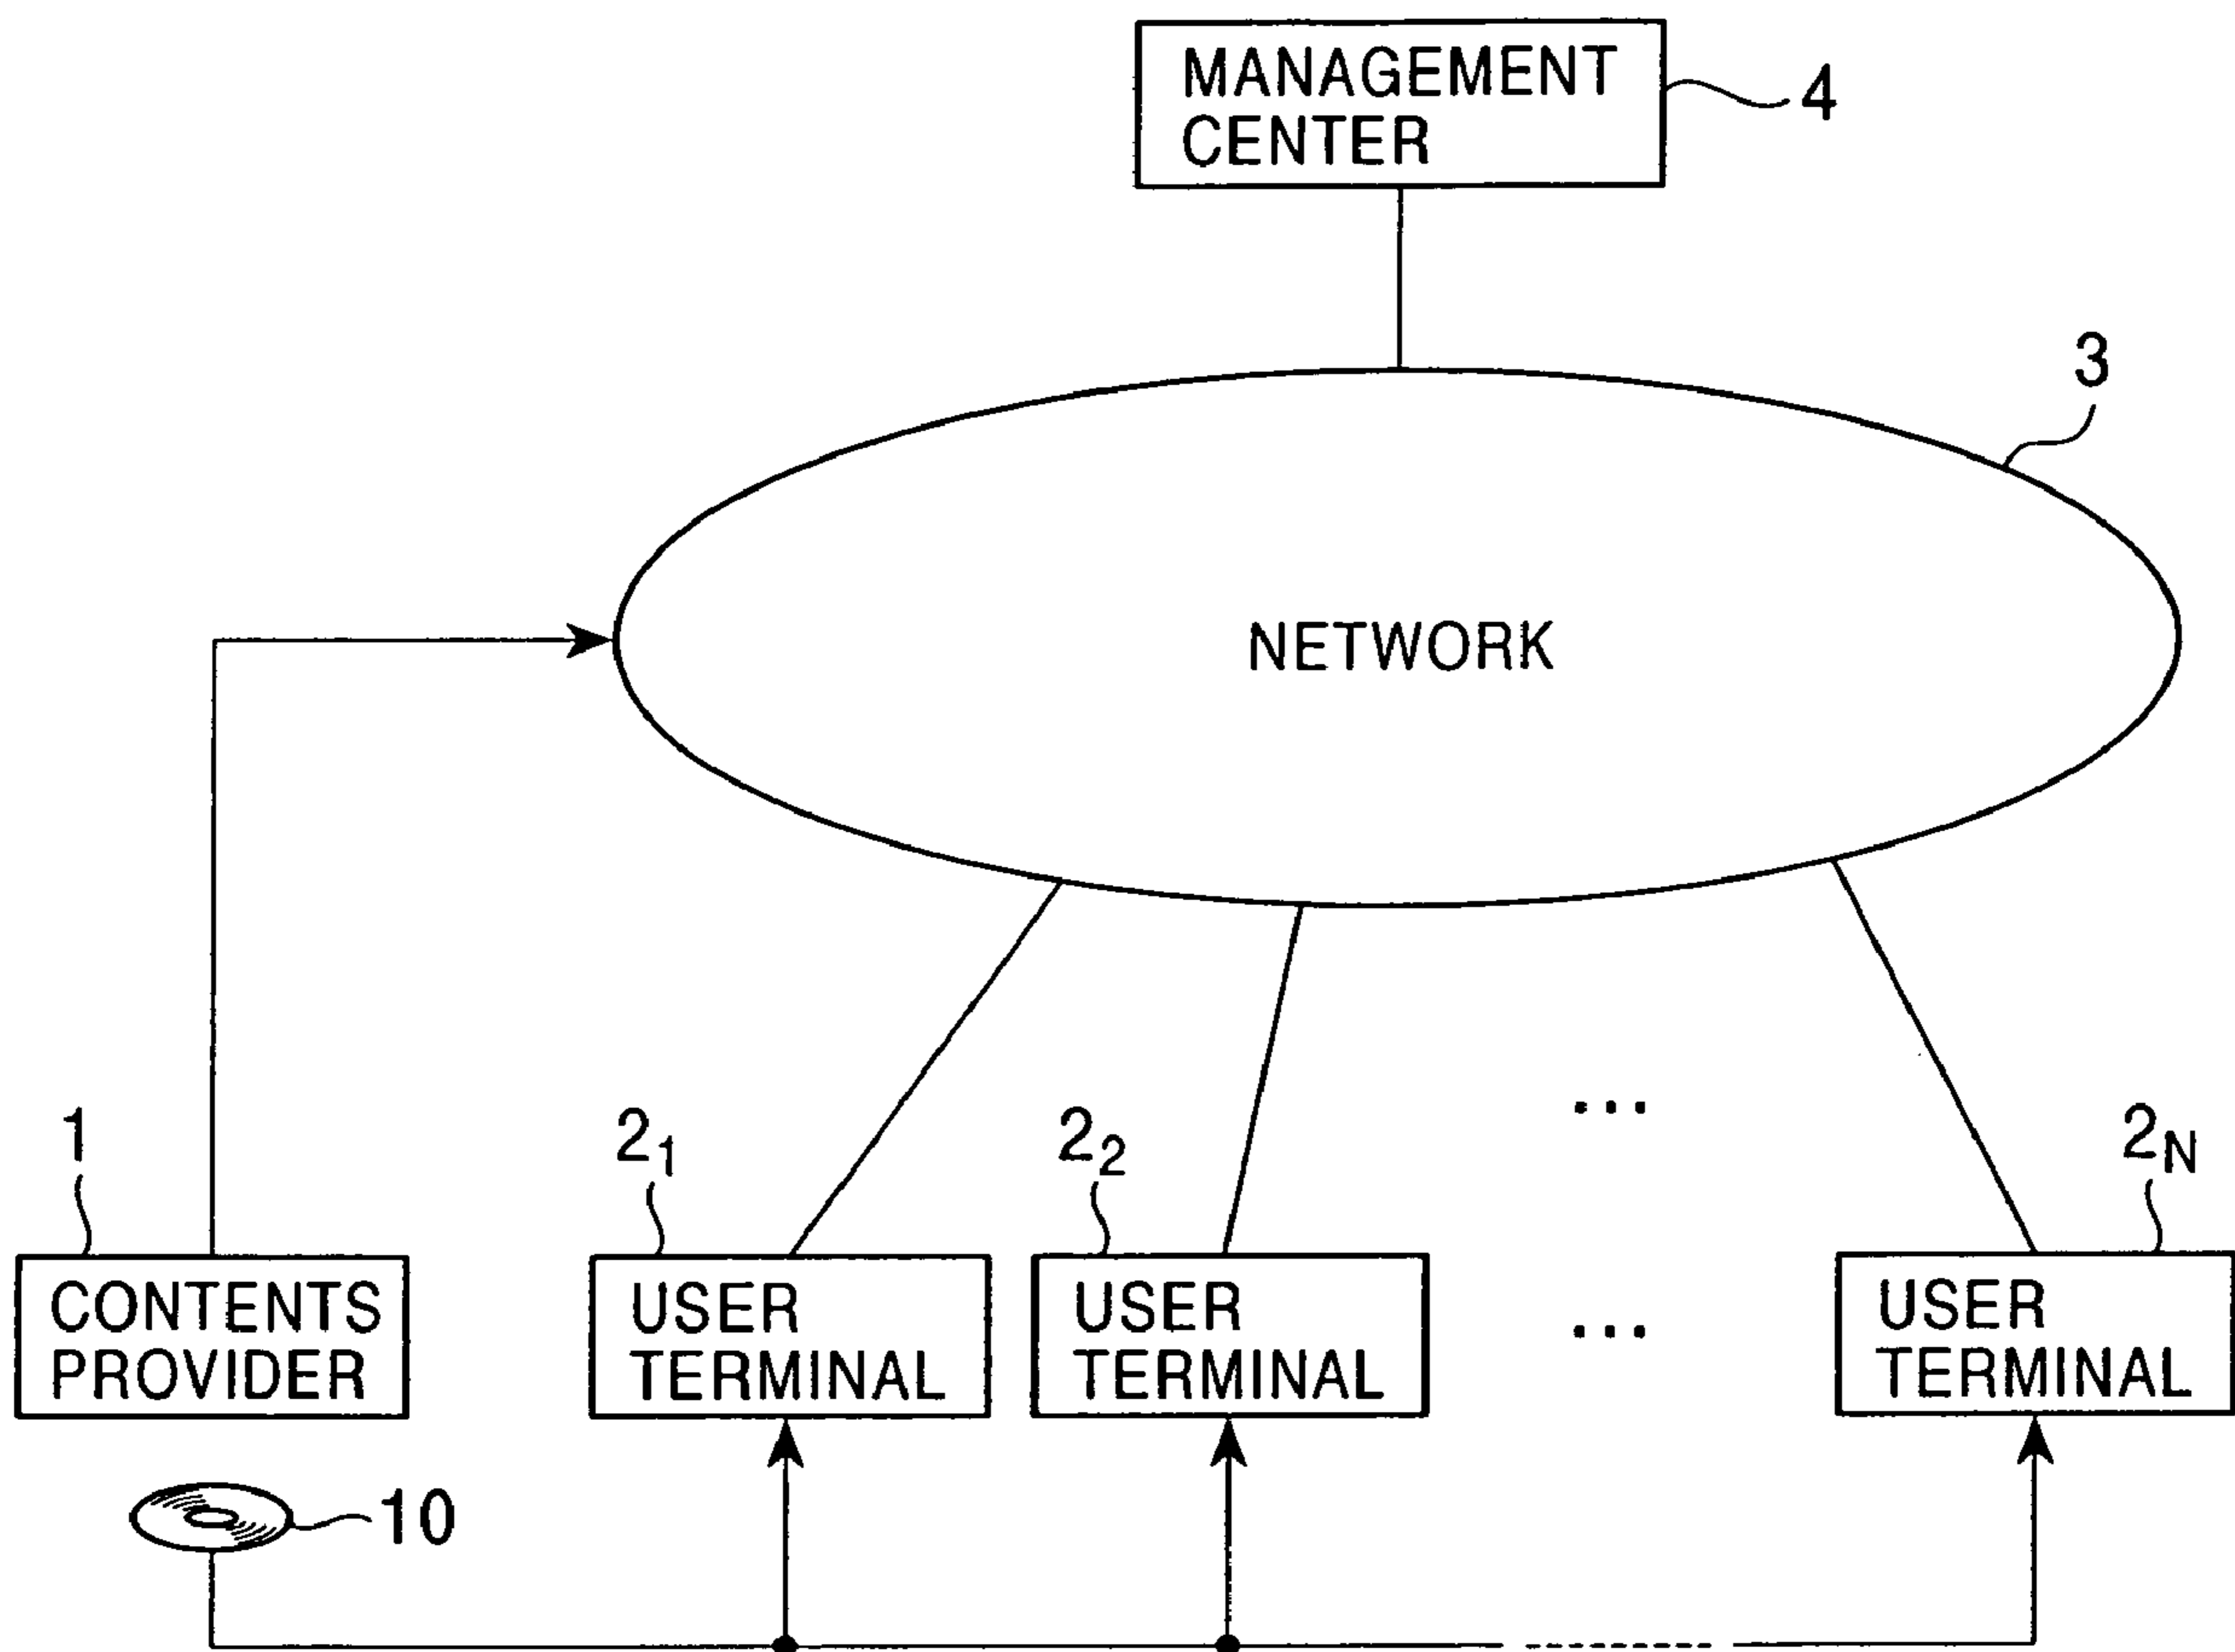 MANAGEMENT
CENTER
4
3
NETWORK
...
1
2₁
2₂
2N
CONTENTS
PROVIDER
USER
TERMINAL
USER
TERMINAL
...
USER
TERMINAL
10